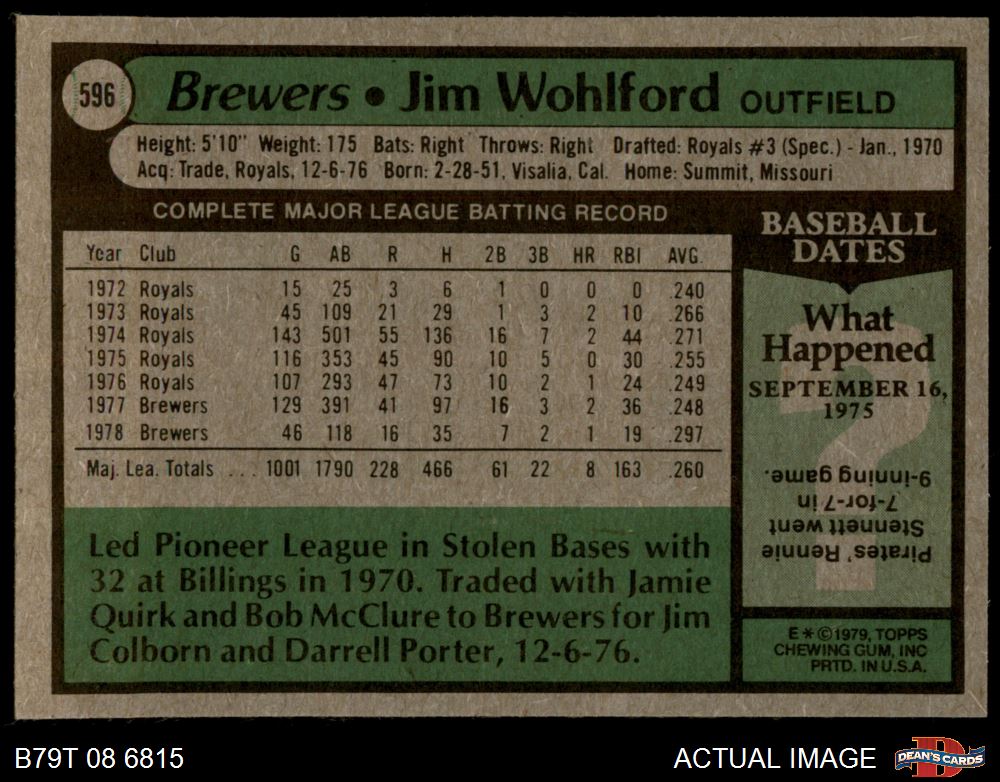 596
Brewers • Jim Wohlford OUTFIELD
Height: 5'10" Weight: 175 Bats: Right Throws: Right Drafted: Royals #3 (Spec.) - Jan., 1970
Acq: Trade, Royals, 12-6-76 Born: 2-28-51, Visalia, Cal. Home: Summit, Missouri
COMPLETE MAJOR LEAGUE BATTING RECORD
Year Club G AB R H 2B 3B HR RBI AVG.
1972 Royals 15 25 3 6 1 0 0 0 .240
1973 Royals 45 109 21 29 1 3 2 10 .266
1974 Royals 143 501 55 136 16 7 2 44 .271
1975 Royals 116 353 45 90 10 5 0 30 .255
1976 Royals 107 293 47 73 10 2 1 24 .249
1977 Brewers 129 391 41 97 16 3 2 36 .248
1978 Brewers 46 118 16 35 7 2 1 19 .297
Maj. Lea. Totals ... 1001 1790 228 466 61 22 8 163 .260
Led Pioneer League in Stolen Bases with
32 at Billings in 1970. Traded with Jamie
Quirk and Bob McClure to Brewers for Jim
Colborn and Darrell Porter, 12-6-76.
BASEBALL
DATES
What
Happened
SEPTEMBER 16,
1975
Pirates' Rennie
Stennett went
7-for-7 in
9-inning game.
E*©1979, TOPPS
CHEWING GUM, INC
PRTD. IN U.S.A.
B79T 08 6815
ACTUAL IMAGE
D
DEAN'S CARDS